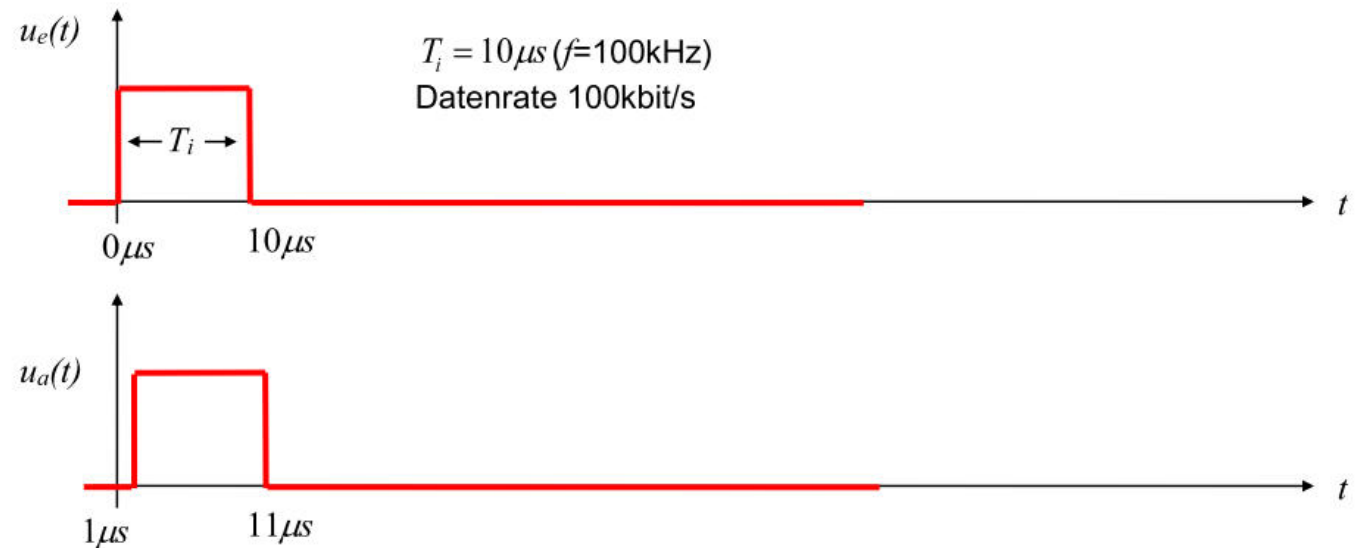 uₑ(t)
Tᵢ = 10μs (f=100kHz)
Datenrate 100kbit/s
← Tᵢ →
t
0μs
10μs
uₐ(t)
t
1μs
11μs